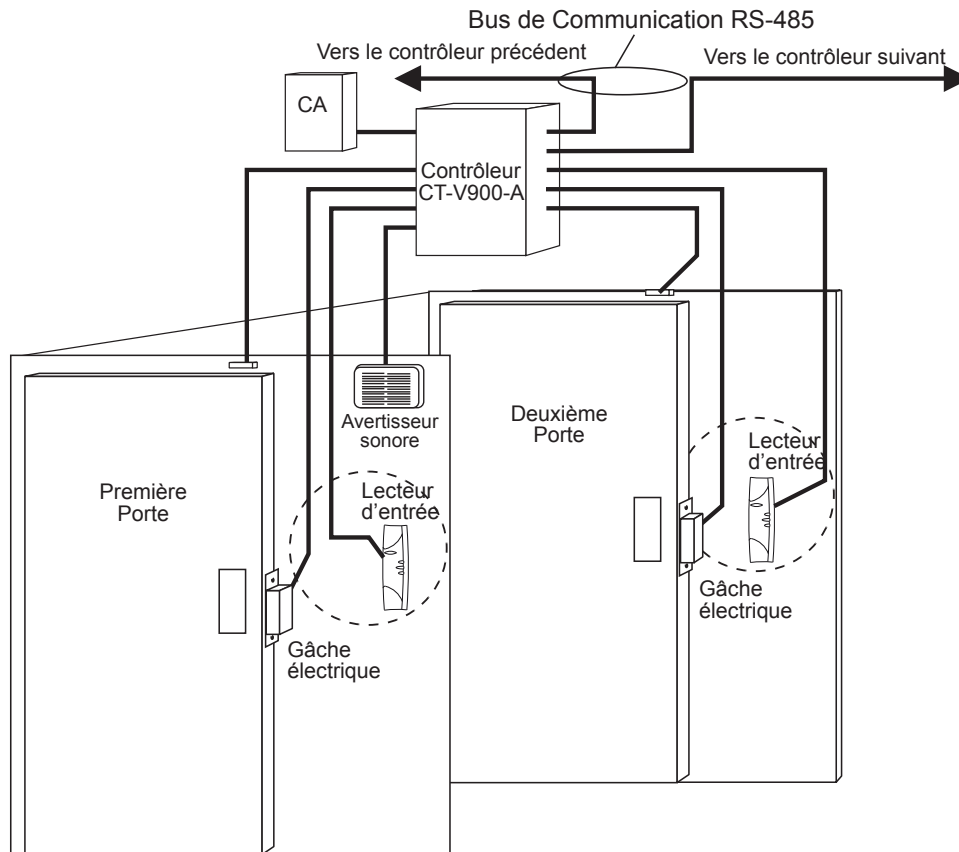 Bus de Communication RS-485
Vers le contrôleur précédent
Vers le contrôleur suivant
CA
Contrôleur
CT-V900-A
Avertisseur
sonore
Deuxième
Porte
Lecteur
d’entrée
Première
Porte
Lecteur
d’entrée
Gâche
électrique
Gâche
électrique